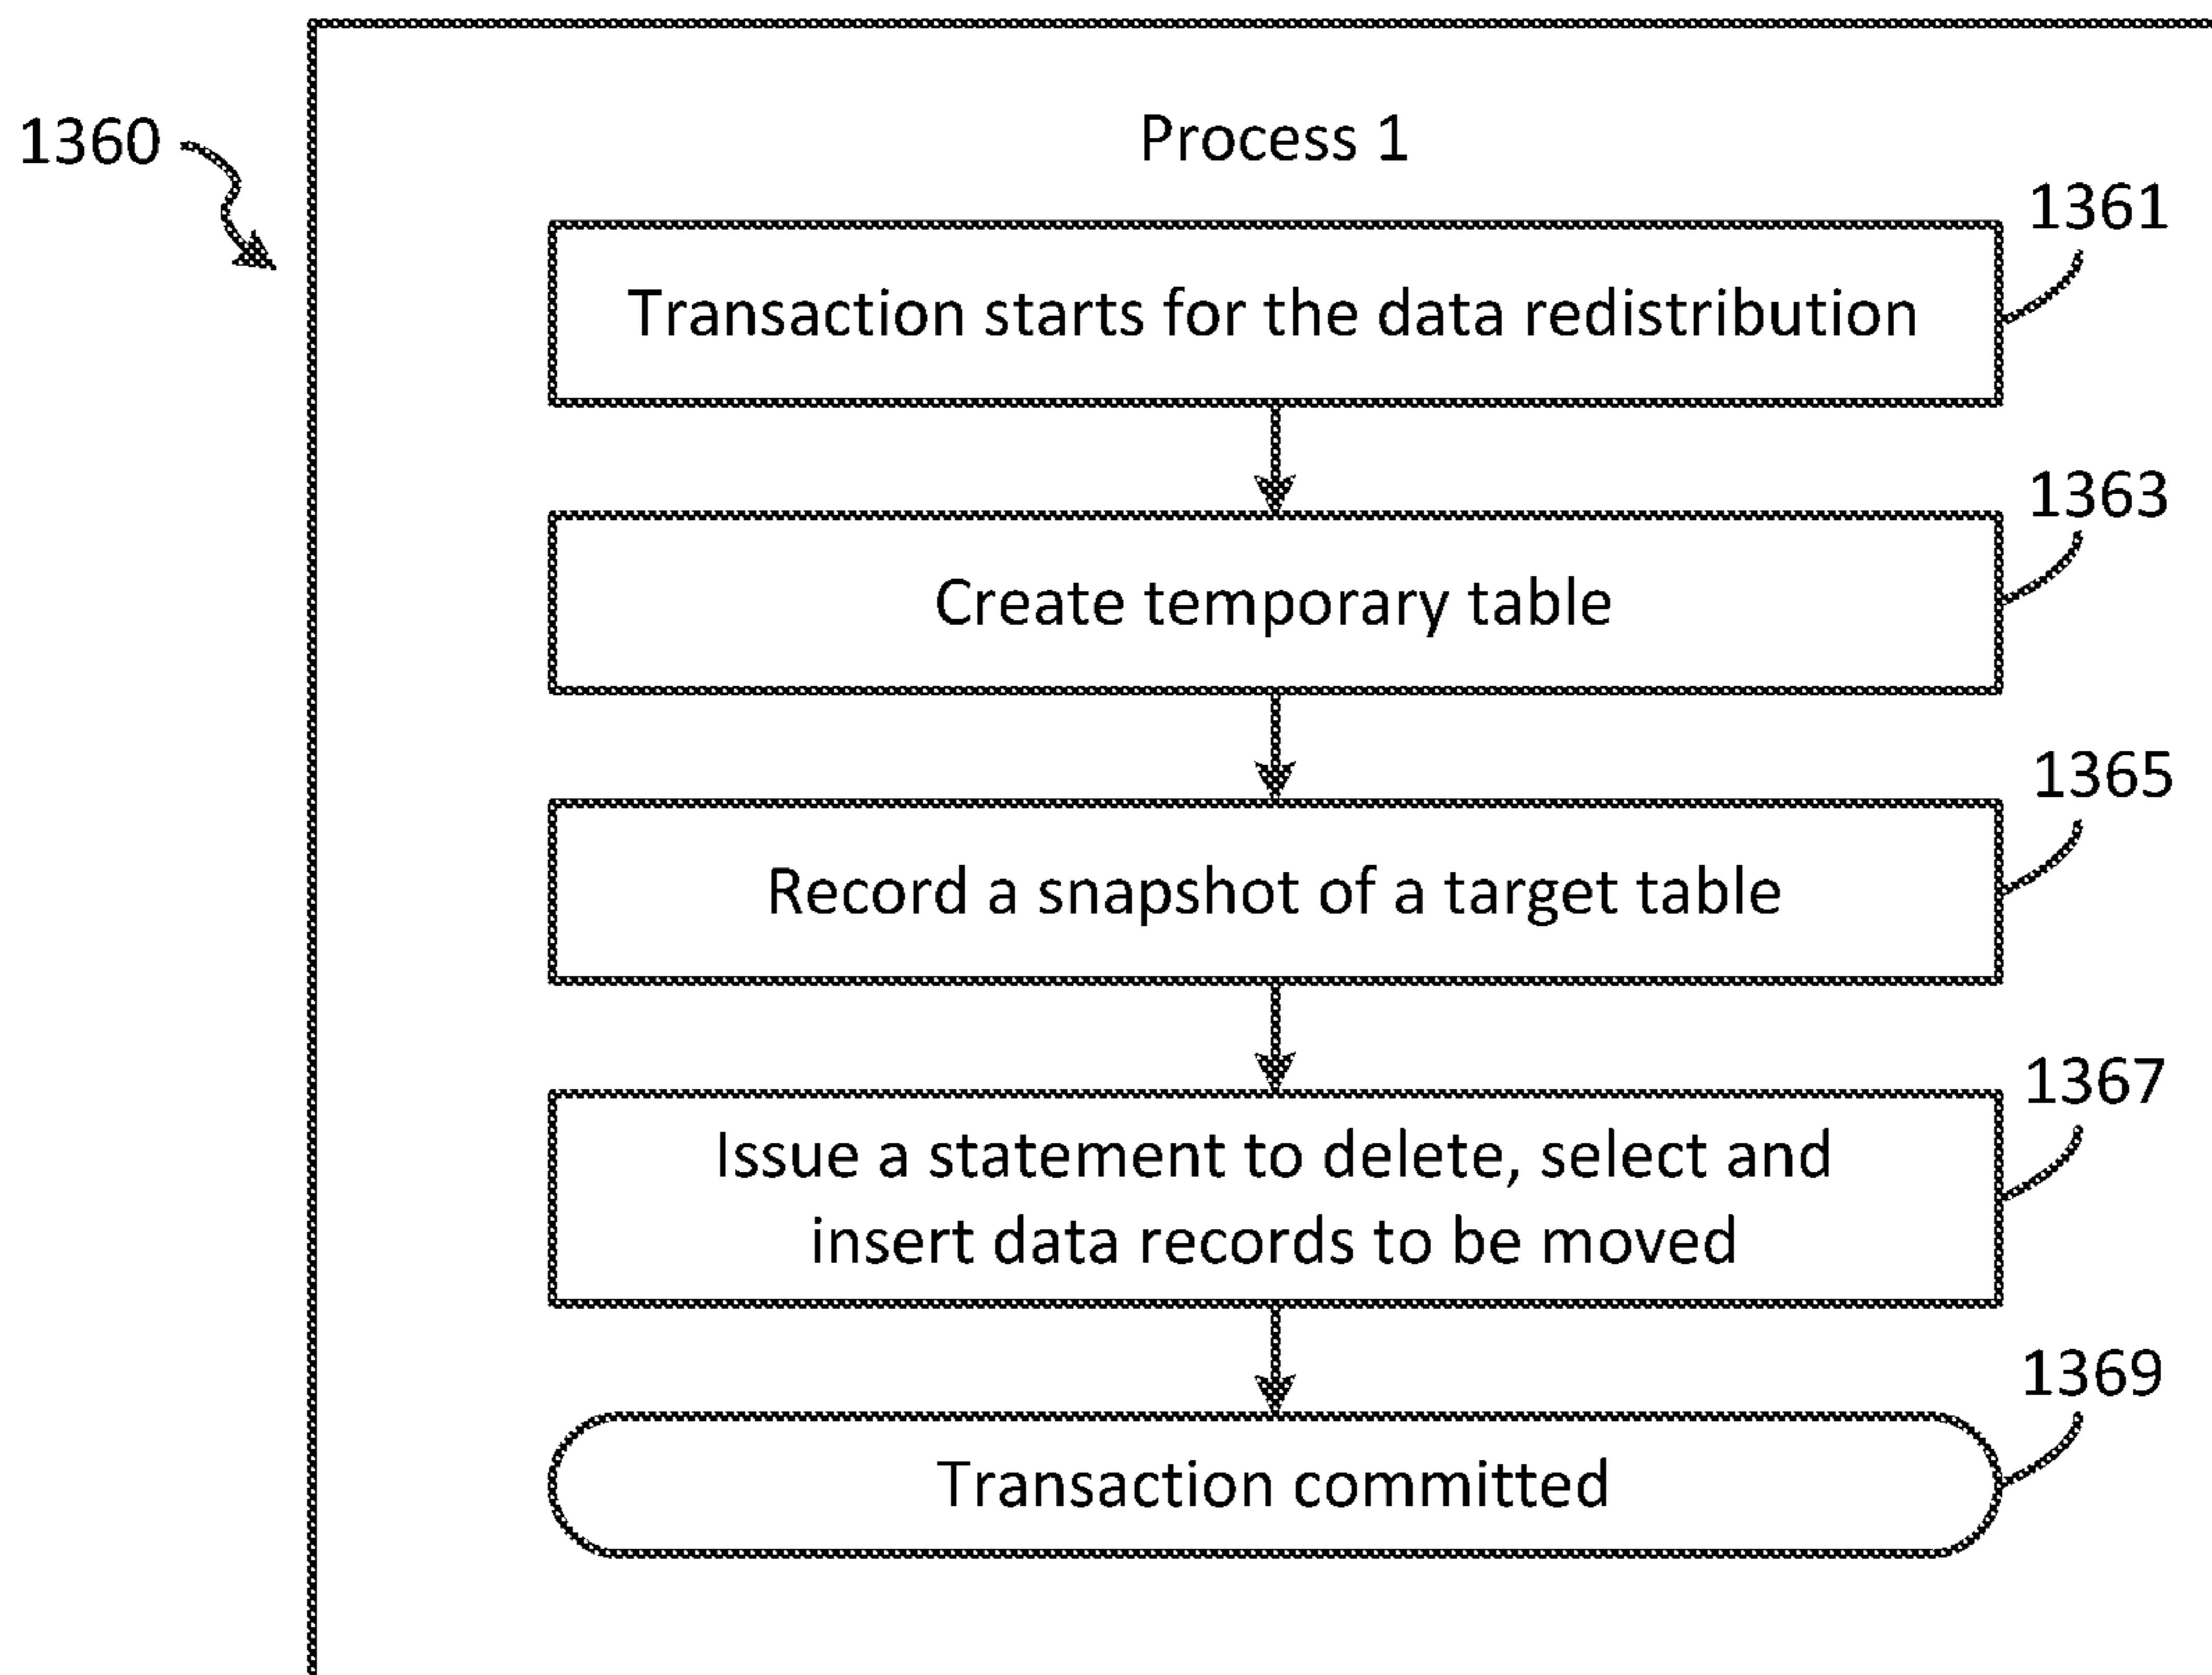 Process 1
1360
1361
Transaction starts for the data redistribution
1363
Create temporary table
1365
Record a snapshot of a target table
1367
Issue a statement to delete, select and
insert data records to be moved
1369
Transaction committed